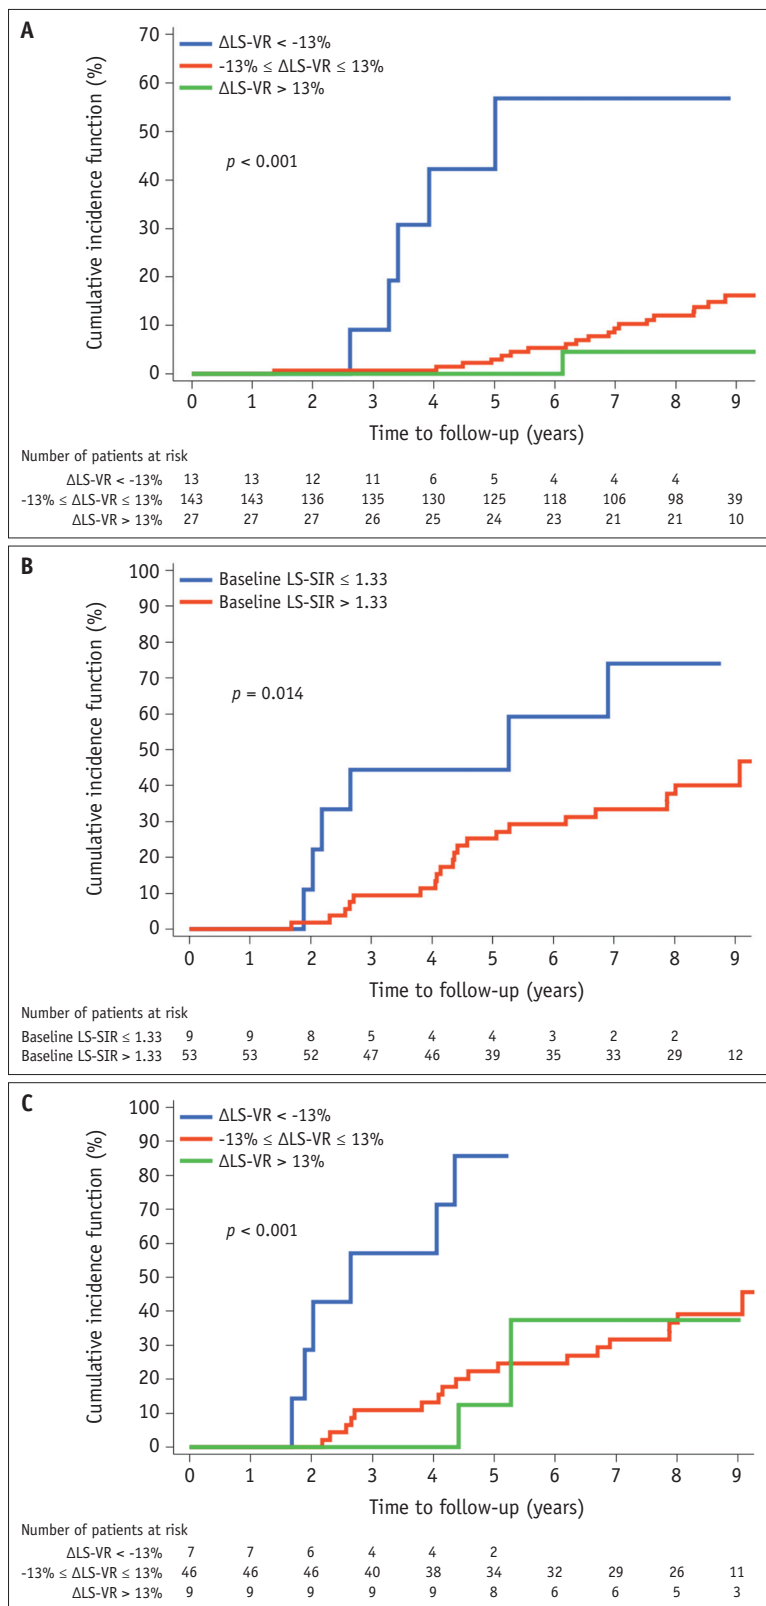 A
70
60
50
40
30
20
10
0
Cumulative incidence function (%)
ΔLS-VR < -13%
-13% ≤ ΔLS-VR ≤ 13%
ΔLS-VR > 13%
p < 0.001
0 1 2 3 4 5 6 7 8 9
Time to follow-up (years)
Number of patients at risk
ΔLS-VR < -13% 13 13 12 11 6 5 4 4 4
-13% ≤ ΔLS-VR ≤ 13% 143 143 136 135 130 125 118 106 98 39
ΔLS-VR > 13% 27 27 27 26 25 24 23 21 21 10
B
100
90
80
70
60
50
40
30
20
10
0
Cumulative incidence function (%)
Baseline LS-SIR ≤ 1.33
Baseline LS-SIR > 1.33
p = 0.014
0 1 2 3 4 5 6 7 8 9
Time to follow-up (years)
Number of patients at risk
Baseline LS-SIR ≤ 1.33 9 9 8 5 4 4 3 2 2
Baseline LS-SIR > 1.33 53 53 52 47 46 39 35 33 29 12
C
100
90
80
70
60
50
40
30
20
10
0
Cumulative incidence function (%)
ΔLS-VR < -13%
-13% ≤ ΔLS-VR ≤ 13%
ΔLS-VR > 13%
p < 0.001
0 1 2 3 4 5 6 7 8 9
Time to follow-up (years)
Number of patients at risk
ΔLS-VR < -13% 7 7 6 4 4 2
-13% ≤ ΔLS-VR ≤ 13% 46 46 46 40 38 34 32 29 26 11
ΔLS-VR > 13% 9 9 9 9 9 8 6 6 5 3